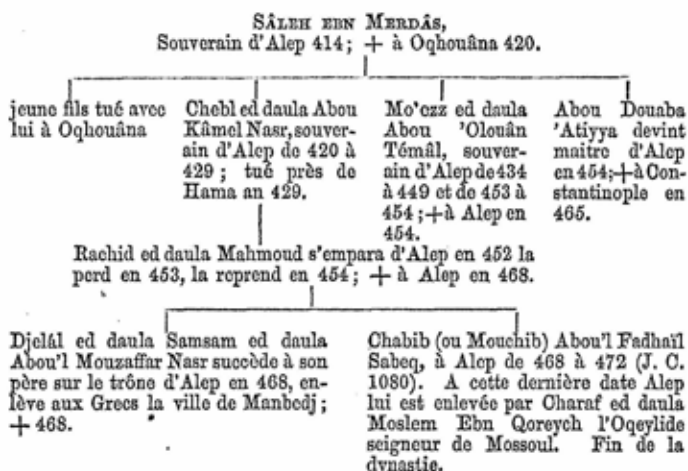 SÂLEH EBN MERDÂS,
Souverain d'Alep 414; + à Oqhouâna 420.
jeune fils tué avec
lui à Oqhouâna
Chebl ed daula Abou
Kâmel Nasr, souver-
ain d'Alep de 420 à
429; tué près de
Hama an 429.
Mo'ezz ed daula
Abou 'Olouân
Témâl, souver-
ain d'Alep de 434
à 449 et de 453 à
454; + à Alep en
454.
Abou Douaba
'Atiyya devint
maitre d'Alep
en 454; + à Con-
stantinople en
465.
Rachid ed daula Mahmoud s'empara d'Alep en 452 la
perd en 453, la reprend en 454; + à Alep en 468.
Djelâl ed daula Samsam ed daula
Abou'l Mouzaffar Nasr succède à son
père sur le trône d'Alep en 468, en-
lève aux Grecs la ville de Manbedj;
+ 468.
Chabib (ou Mouchib) Abou'l Fadhaïl
Sabeq, à Alep de 468 à 472 (J. C.
1080). A cette dernière date Alep
lui est enlevée par Charaf ed daula
Moslem Ebn Qoreych l'Oqeylide
seigneur de Mossoul. Fin de la
dynastie.